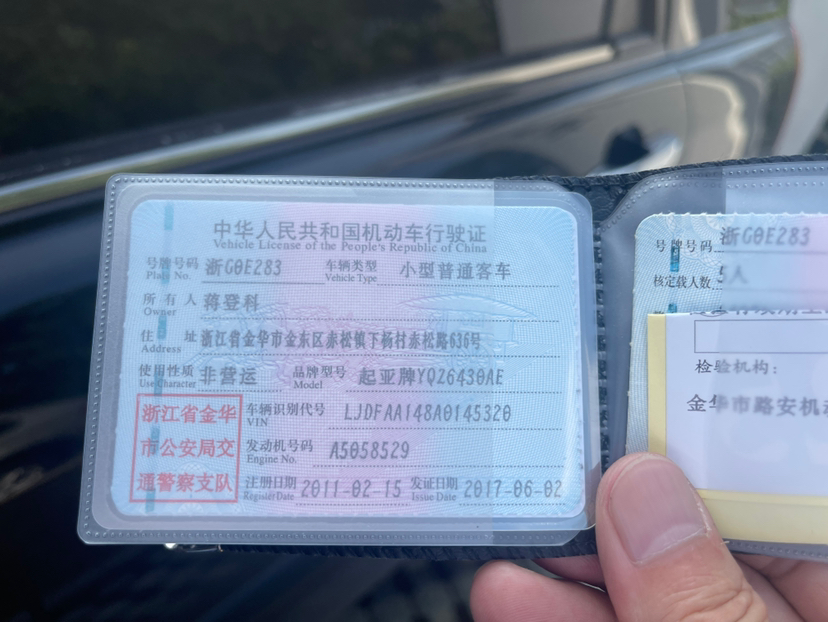 中华人民共和国机动车行驶证
Vehicle License of the People's Republic of China
号牌号码 浙G0E283 车辆类型 小型普通客车
Plate No. Vehicle Type
所有人 蒋登科
Owner
住址 浙江省金华市金东区赤松镇下杨村赤松路636号
Address
使用性质 非营运 品牌型号 起亚牌YQZ6430AE
Use Character Model
浙江省金华
市公安局交
通警察支队
车辆识别代号 LJDFAA148A0145320
VIN
发动机号码 A5058529
Engine No.
注册日期 2011-02-15 发证日期 2017-06-02
Register Date Issue Date
号牌号码 浙G0E283
核定载人数 5人
检验机构：
金华市路安机动